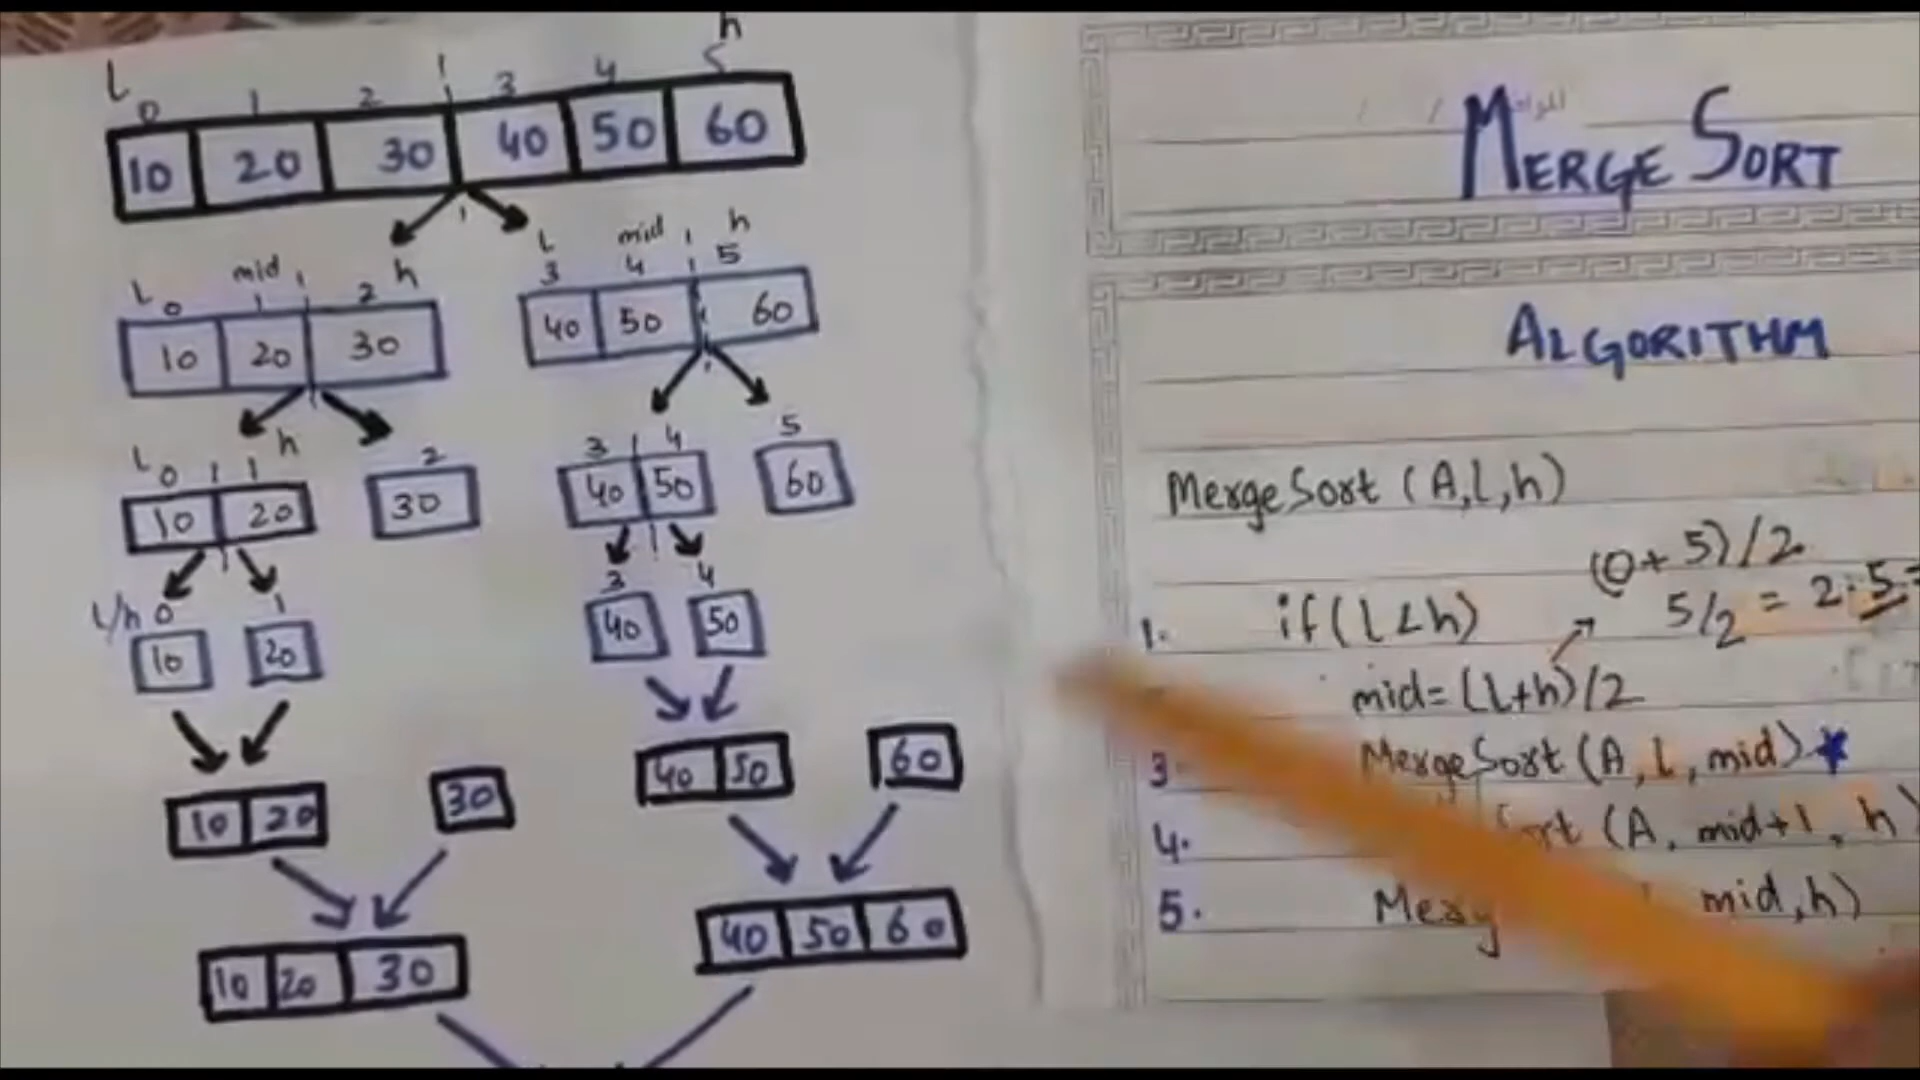 L h
0 1 2 3 4 5
10 20 30 40 50 60
L mid h
0 1 2
10 20 30
L mid h
3 4 5
40 50 60
L h
0 1 2
10 20 30
3 4 5
40 50 60
L/h 0 1
10 20
3 4
40 50
10 20 30
40 50 60
10 20 30
40 50 60
MERGE SORT
ALGORITHM
MergeSort (A,l,h)
(0+5)/2
5/2 = 2.5=
1. if(l<h)
mid=(l+h)/2
3. MergeSort (A, l, mid) *
4. (A, mid+1, h)
5. mid,h)